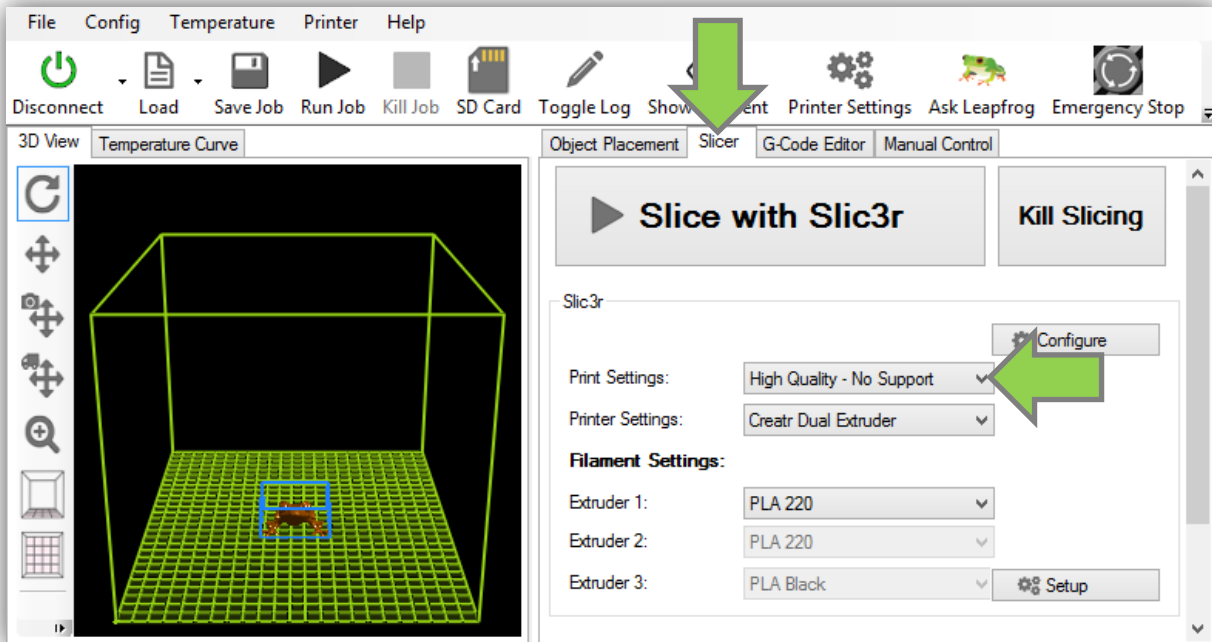 File Config Temperature Printer Help
Disconnect Load Save Job Run Job Kill Job SD Card Toggle Log Show Printer Settings Ask Leapfrog Emergency Stop
3D View Temperature Curve Object Placement Slicer G-Code Editor Manual Control
Slice with Slic3r Kill Slicing
Slic3r
Configure
Print Settings: High Quality - No Support
Printer Settings: Creatr Dual Extruder
Filament Settings:
Extruder 1: PLA 220
Extruder 2: PLA 220
Extruder 3: PLA Black Setup